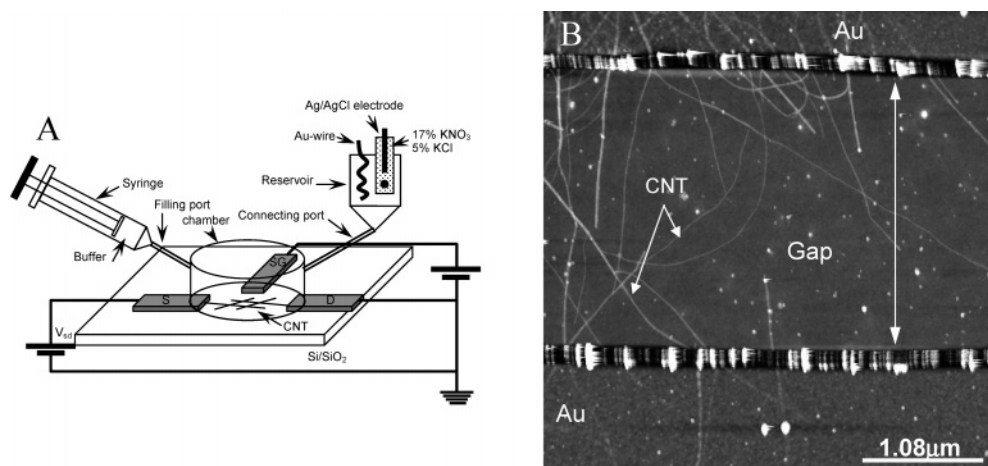 A
Ag/AgCl electrode
Au-wire
17% KNO₃
5% KCl
Reservoir
Syringe
Filling port
chamber
Connecting port
Buffer
SG
S
D
CNT
Vsd
Si/SiO₂
B
Au
CNT
Gap
Au
1.08μm